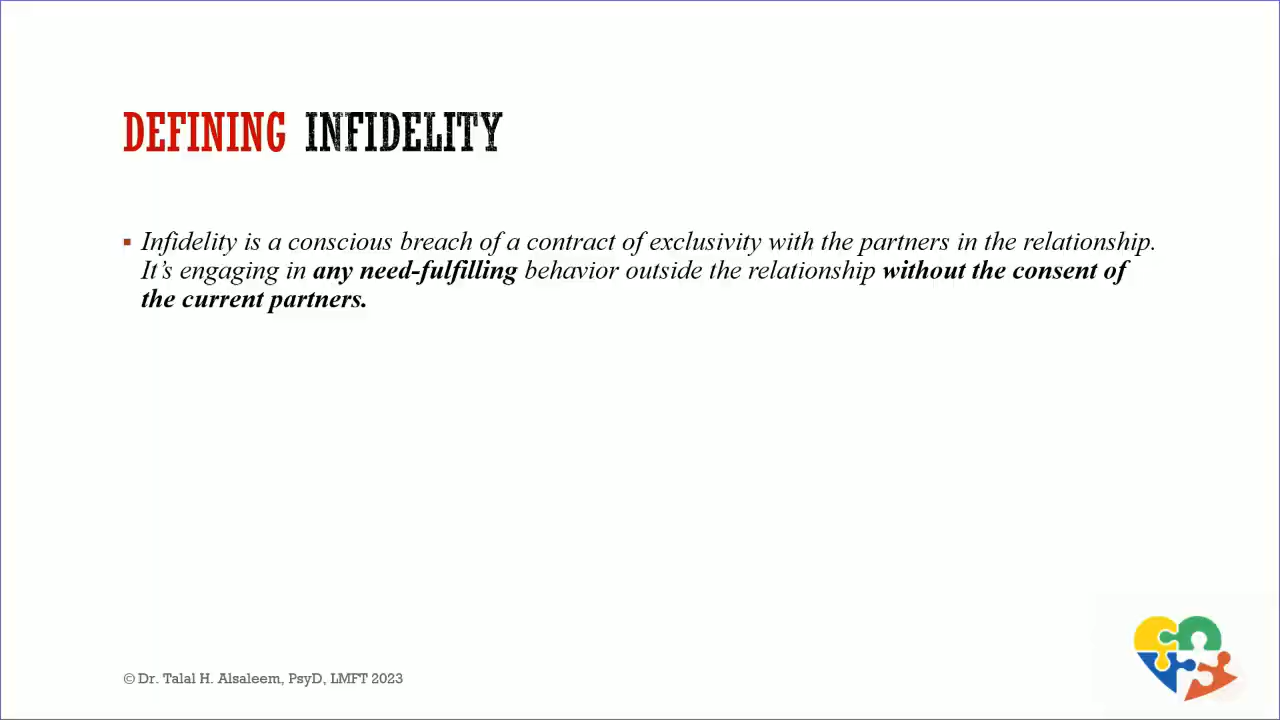 DEFINING INFIDELITY
▪ Infidelity is a conscious breach of a contract of exclusivity with the partners in the relationship.
It’s engaging in any need-fulfilling behavior outside the relationship without the consent of
the current partners.
© Dr. Talal H. Alsaleem, PsyD, LMFT 2023